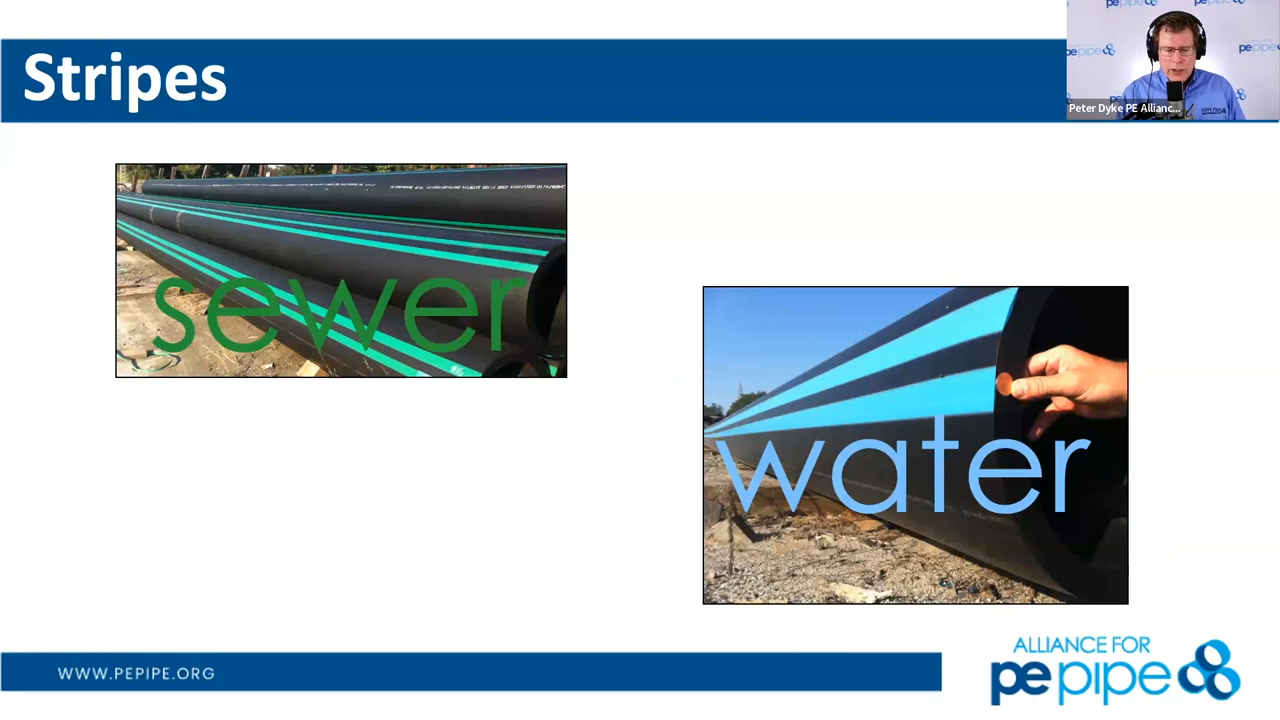 Stripes
Peter Dyke PE Allianc...
sewer
water
WWW.PEPIPE.ORG
ALLIANCE FOR
pepipe